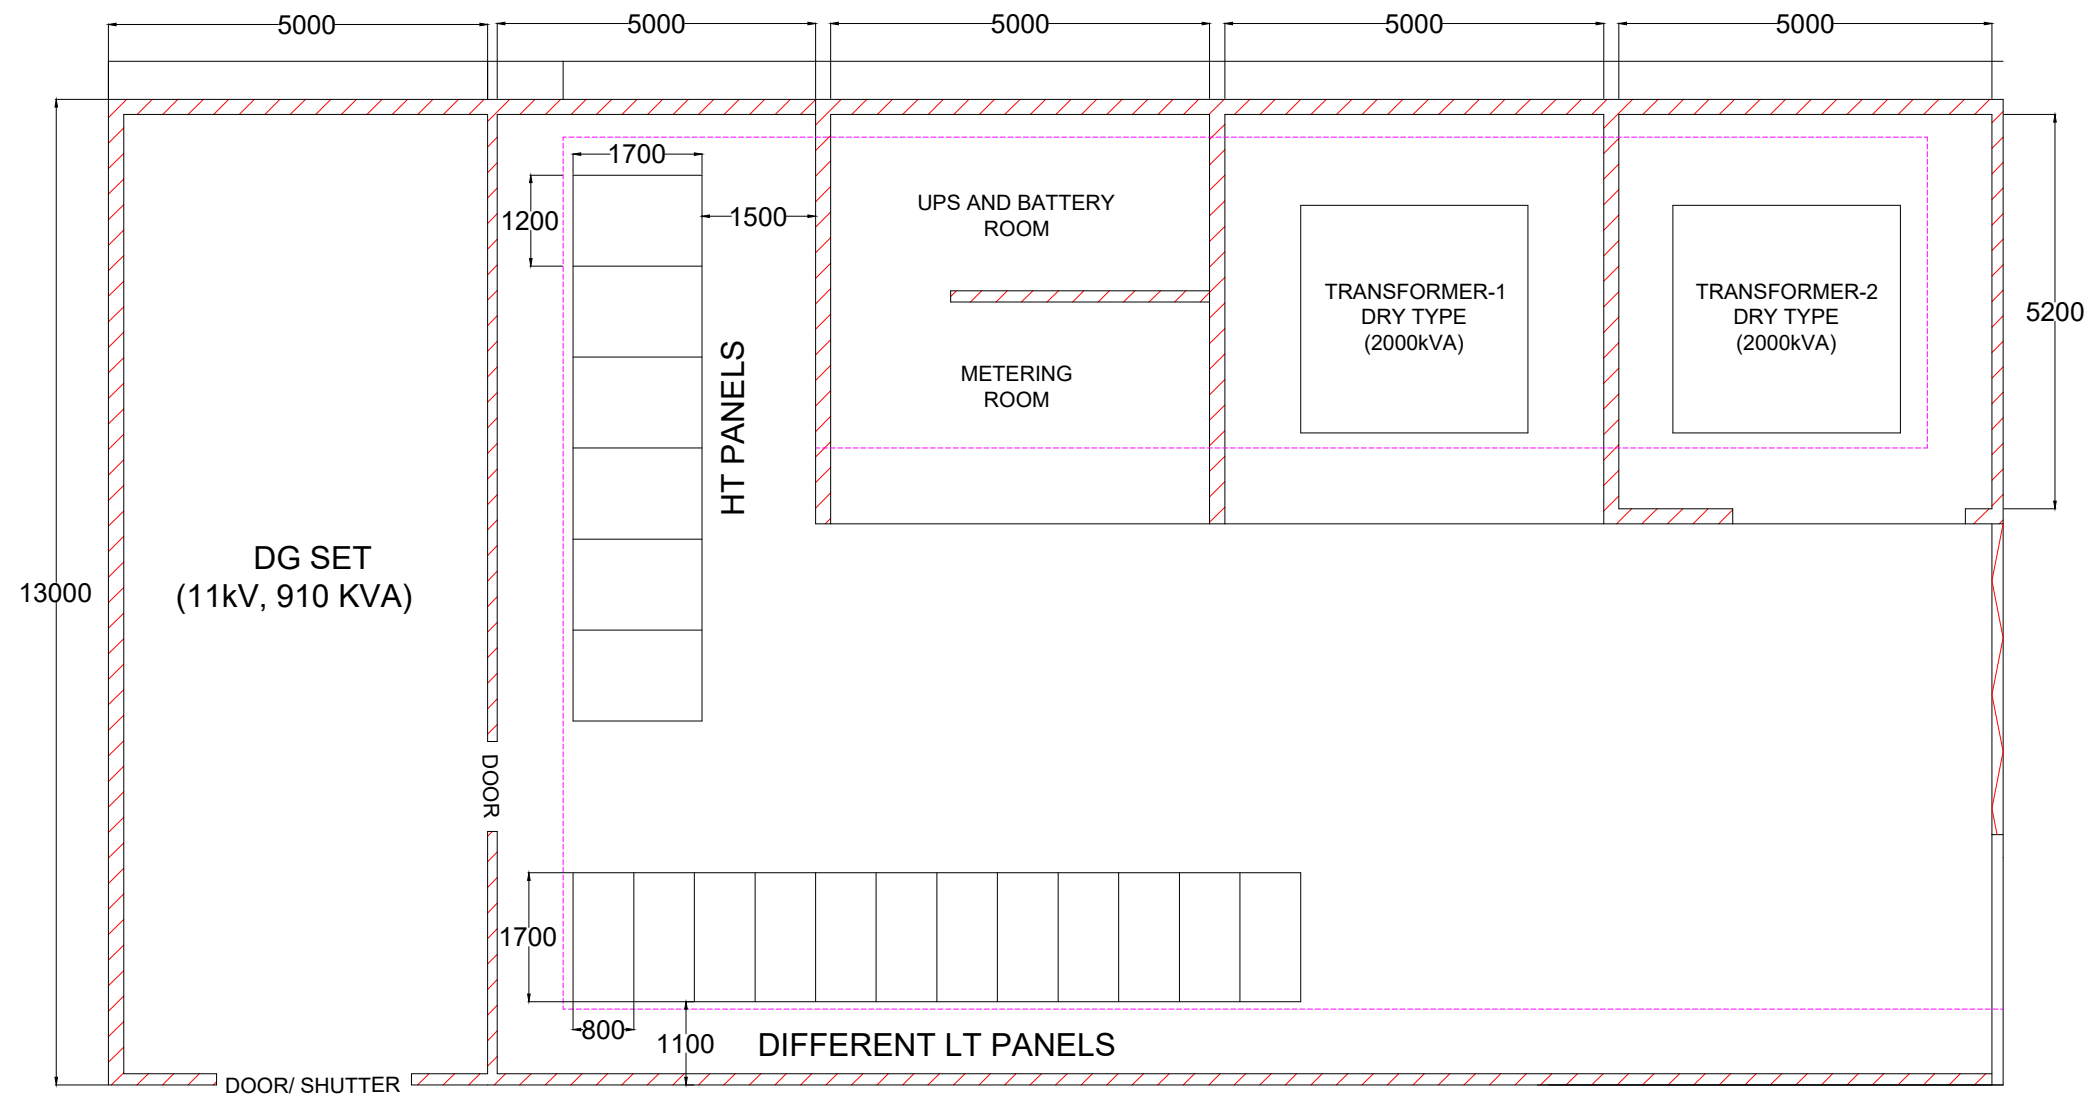 5000
5000
5000
5000
5000
1700
1200
1500
UPS AND BATTERY
ROOM
TRANSFORMER-1
DRY TYPE
(2000kVA)
TRANSFORMER-2
DRY TYPE
(2000kVA)
5200
METERING
ROOM
HT PANELS
DG SET
(11kV, 910 KVA)
13000
DOOR
1700
800
1100
DIFFERENT LT PANELS
DOOR/ SHUTTER